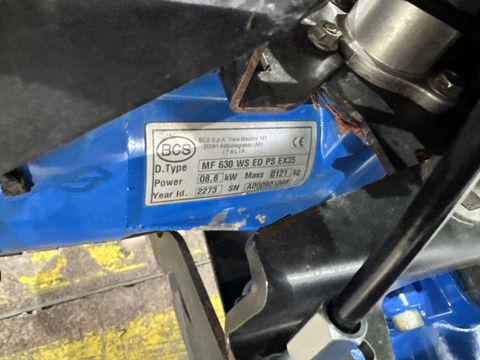 BCS
BCS S.p.A. Viale Mazzini 161
20081 Abbiategrasso (MI)
ITALIA
CE
D.Type MF 630 WS ED PS EX35
Power 08,8 kW Mass 0121 kg
Year Id. 2273 SN